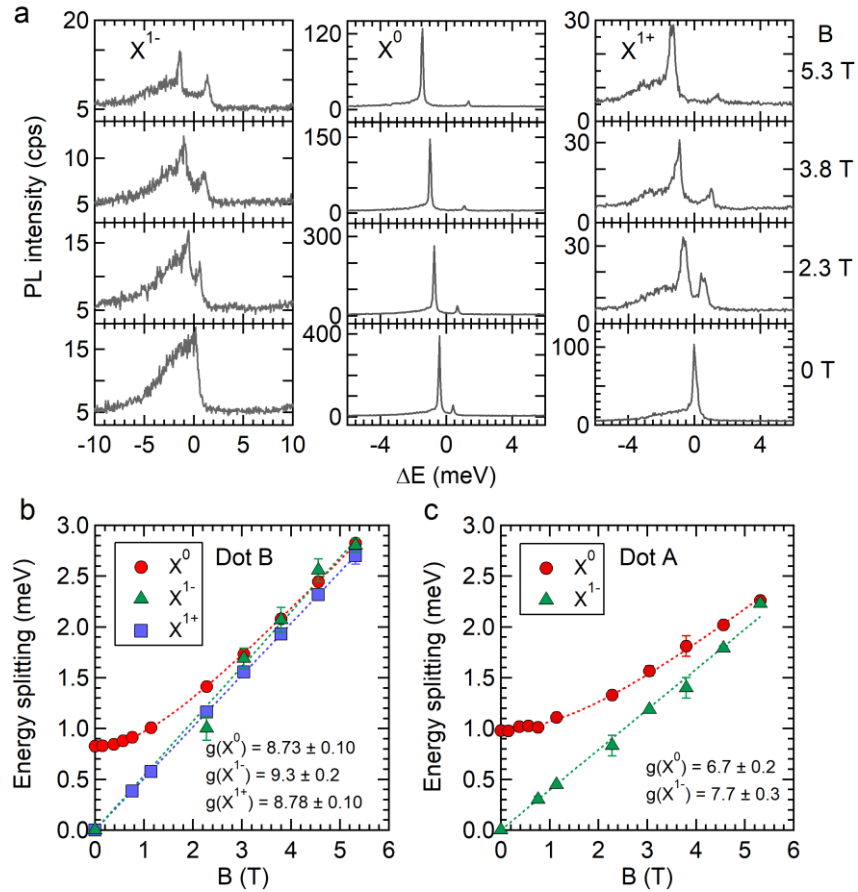 a
X1- X0 X1+ B
20 120 30 5.3 T
5 0 0
10 150 30 3.8 T
5 0 0
15 300 30 2.3 T
5 0 0
15 400 100 0 T
5 0 0
PL intensity (cps)
-10 -5 0 5 10 -4 0 4 -4 0 4
ΔE (meV)
b c
3.0 Dot B 3.0 Dot A
X0 X0
X1- X1-
X1+
2.5 2.5
2.0 2.0
1.5 1.5
1.0 1.0
0.5 0.5
0.0 0.0
Energy splitting (meV) Energy splitting (meV)
g(X0) = 8.73 ± 0.10 g(X0) = 6.7 ± 0.2
g(X1-) = 9.3 ± 0.2 g(X1-) = 7.7 ± 0.3
g(X1+) = 8.78 ± 0.10
0 1 2 3 4 5 6 0 1 2 3 4 5 6
B (T) B (T)